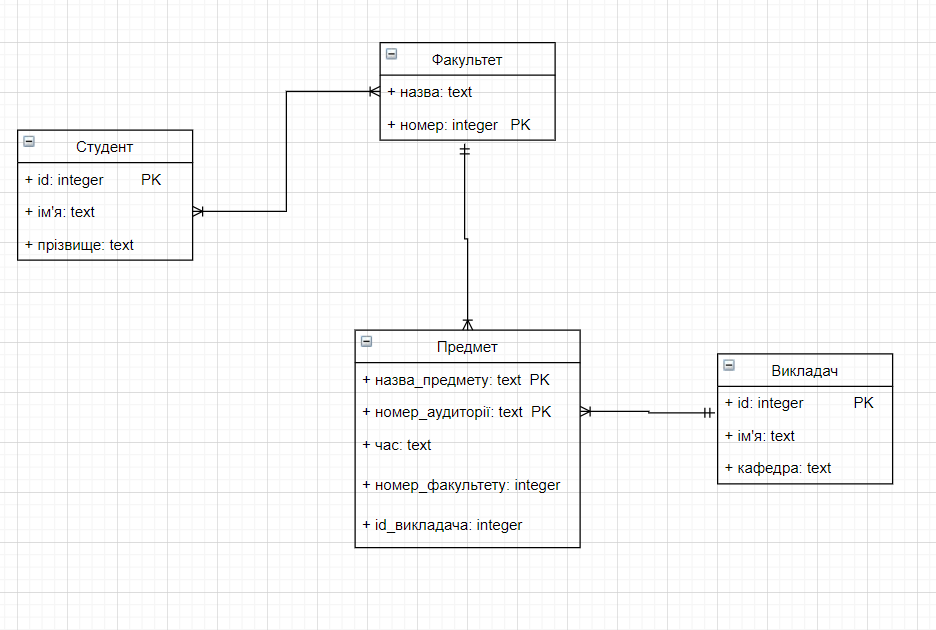 Факультет
+ назва: text
+ номер: integer PK
Студент
+ id: integer PK
+ ім'я: text
+ прізвище: text
Предмет
+ назва_предмету: text PK
+ номер_аудиторії: text PK
+ час: text
+ номер_факультету: integer
+ id_викладача: integer
Викладач
+ id: integer PK
+ ім'я: text
+ кафедра: text